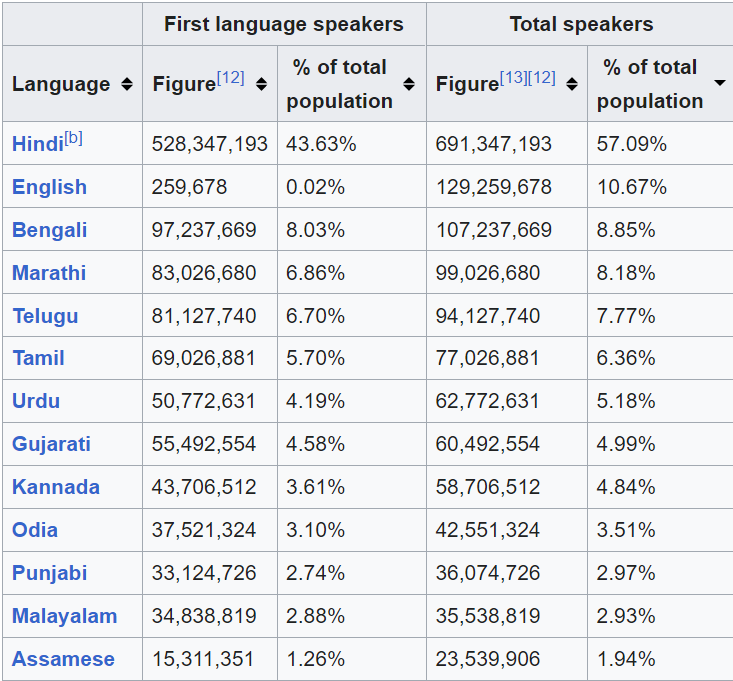 First language speakers Total speakers
Language Figure[12] % of total population Figure[13][12] % of total population
Hindi[b] 528,347,193 43.63% 691,347,193 57.09%
English 259,678 0.02% 129,259,678 10.67%
Bengali 97,237,669 8.03% 107,237,669 8.85%
Marathi 83,026,680 6.86% 99,026,680 8.18%
Telugu 81,127,740 6.70% 94,127,740 7.77%
Tamil 69,026,881 5.70% 77,026,881 6.36%
Urdu 50,772,631 4.19% 62,772,631 5.18%
Gujarati 55,492,554 4.58% 60,492,554 4.99%
Kannada 43,706,512 3.61% 58,706,512 4.84%
Odia 37,521,324 3.10% 42,551,324 3.51%
Punjabi 33,124,726 2.74% 36,074,726 2.97%
Malayalam 34,838,819 2.88% 35,538,819 2.93%
Assamese 15,311,351 1.26% 23,539,906 1.94%